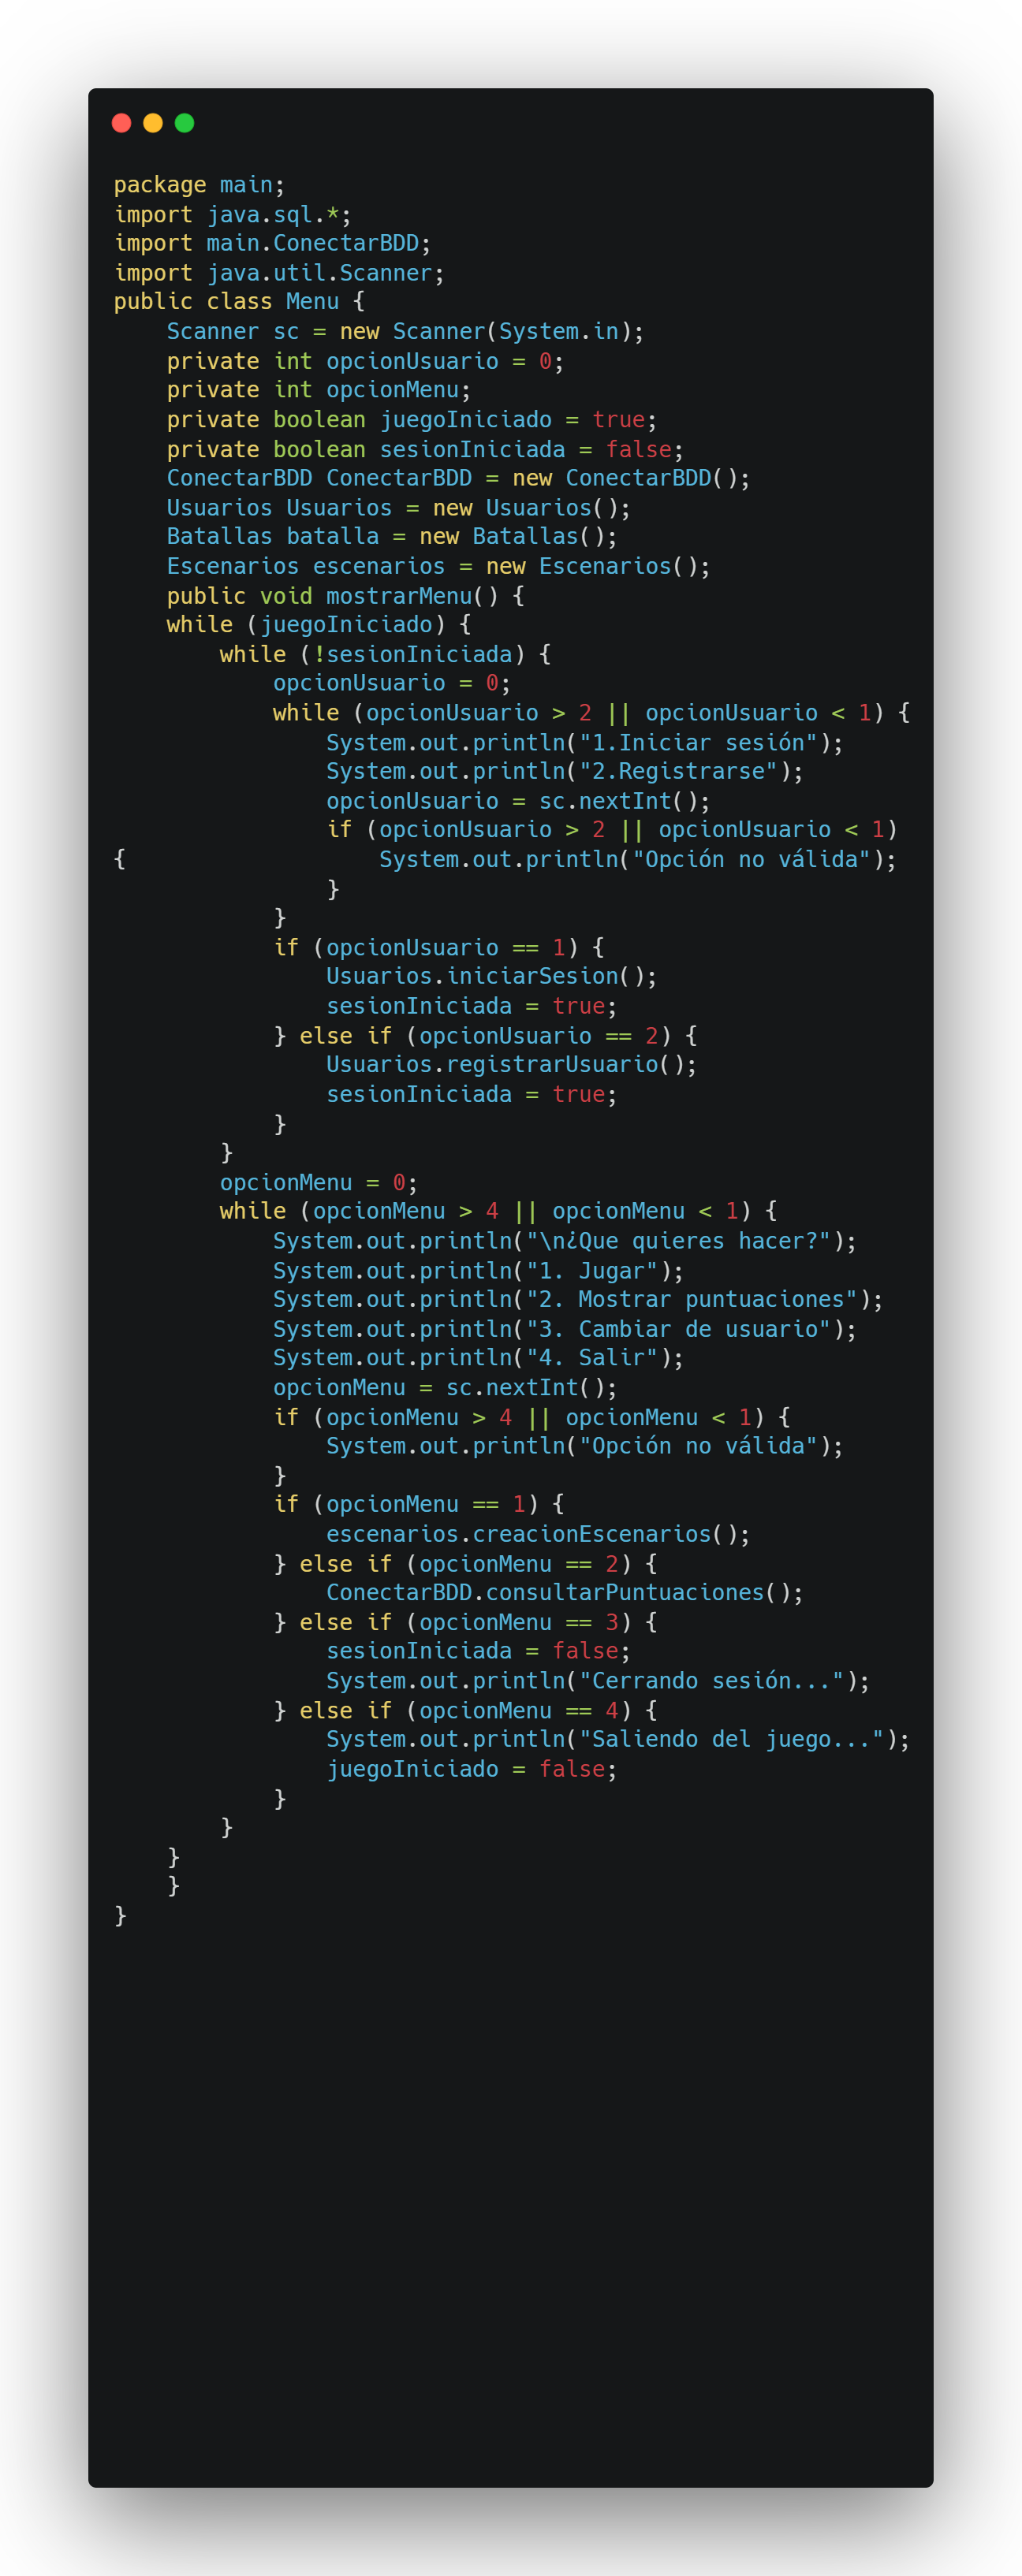 package main;
import java.sql.*;
import main.ConectarBDD;
import java.util.Scanner;
public class Menu {
    Scanner sc = new Scanner(System.in);
    private int opcionUsuario = 0;
    private int opcionMenu;
    private boolean juegoIniciado = true;
    private boolean sesionIniciada = false;
    ConectarBDD ConectarBDD = new ConectarBDD();
    Usuarios Usuarios = new Usuarios();
    Batallas batalla = new Batallas();
    Escenarios escenarios = new Escenarios();
    public void mostrarMenu() {
    while (juegoIniciado) {
        while (!sesionIniciada) {
            opcionUsuario = 0;
            while (opcionUsuario > 2 || opcionUsuario < 1) {
                System.out.println("1.Iniciar sesión");
                System.out.println("2.Registrarse");
                opcionUsuario = sc.nextInt();
                if (opcionUsuario > 2 || opcionUsuario < 1)
{                   System.out.println("Opción no válida");
                }
            }
            if (opcionUsuario == 1) {
                Usuarios.iniciarSesion();
                sesionIniciada = true;
            } else if (opcionUsuario == 2) {
                Usuarios.registrarUsuario();
                sesionIniciada = true;
            }
        }
        opcionMenu = 0;
        while (opcionMenu > 4 || opcionMenu < 1) {
            System.out.println("\n¿Que quieres hacer?");
            System.out.println("1. Jugar");
            System.out.println("2. Mostrar puntuaciones");
            System.out.println("3. Cambiar de usuario");
            System.out.println("4. Salir");
            opcionMenu = sc.nextInt();
            if (opcionMenu > 4 || opcionMenu < 1) {
                System.out.println("Opción no válida");
            }
            if (opcionMenu == 1) {
                escenarios.creacionEscenarios();
            } else if (opcionMenu == 2) {
                ConectarBDD.consultarPuntuaciones();
            } else if (opcionMenu == 3) {
                sesionIniciada = false;
                System.out.println("Cerrando sesión...");
            } else if (opcionMenu == 4) {
                System.out.println("Saliendo del juego...");
                juegoIniciado = false;
            }
        }
    }
    }
}